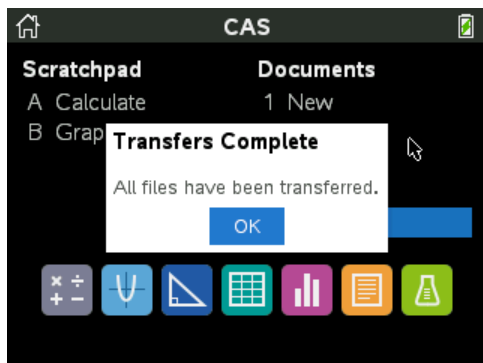 CAS
Scratchpad
Documents
A Calculate
1 New
B Grap
Transfers Complete
All files have been transferred.
OK